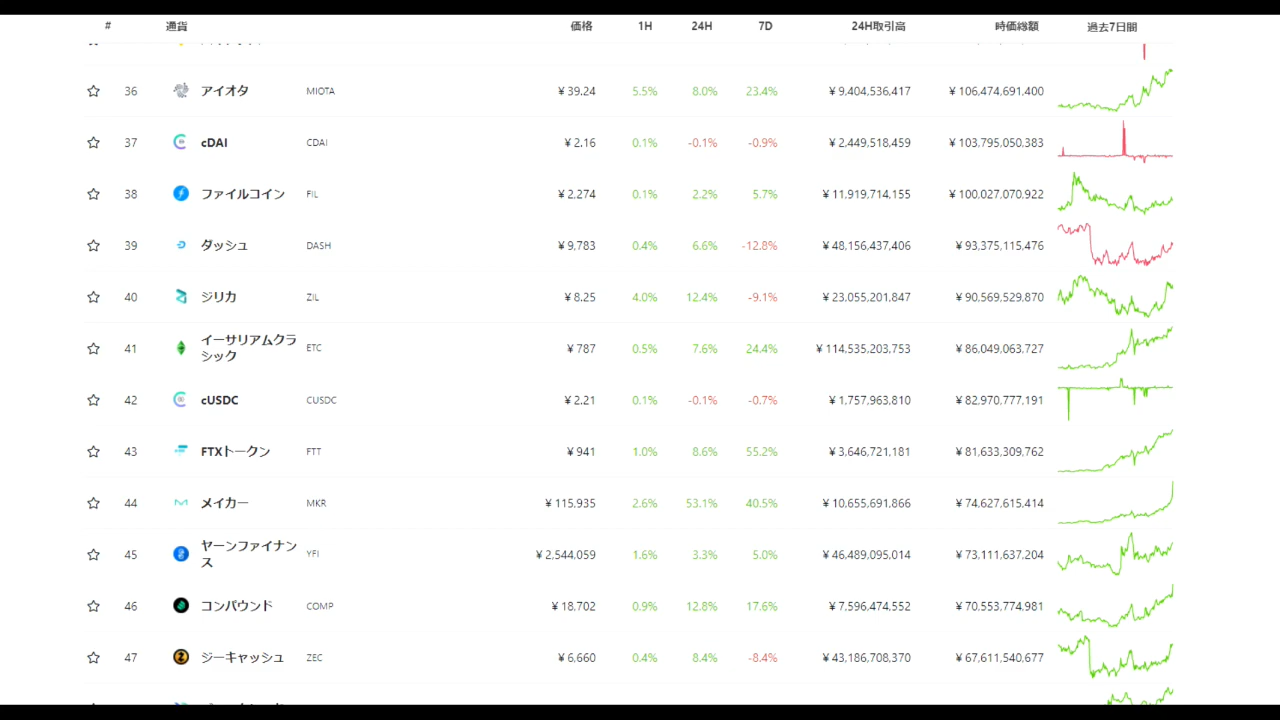 # 通貨 価格 1H 24H 7D 24H取引高 時価総額 過去7日間
36 アイオタ MIOTA ¥39.24 5.5% 8.0% 23.4% ¥9,404,536,417 ¥106,474,691,400
37 cDAI CDAI ¥2.16 0.1% -0.1% -0.9% ¥2,449,518,459 ¥103,795,050,383
38 ファイルコイン FIL ¥2,274 0.1% 2.2% 5.7% ¥11,919,714,155 ¥100,027,070,922
39 ダッシュ DASH ¥9,783 0.4% 6.6% -12.8% ¥48,156,437,406 ¥93,375,115,476
40 ジリカ ZIL ¥8.25 4.0% 12.4% -9.1% ¥23,055,201,847 ¥90,569,529,870
41 イーサリアムクラ
シック ETC ¥787 0.5% 7.6% 24.4% ¥114,535,203,753 ¥86,049,063,727
42 cUSDC CUSDC ¥2.21 0.1% -0.1% -0.7% ¥1,757,963,810 ¥82,970,777,191
43 FTXトークン FTT ¥941 1.0% 8.6% 55.2% ¥3,646,721,181 ¥81,633,309,762
44 メイカー MKR ¥115,935 2.6% 53.1% 40.5% ¥10,655,691,866 ¥74,627,615,414
45 ヤーンファイナン
ス YFI ¥2,544,059 1.6% 3.3% 5.0% ¥46,489,095,014 ¥73,111,637,204
46 コンパウンド COMP ¥18,702 0.9% 12.8% 17.6% ¥7,596,474,552 ¥70,553,774,981
47 ジーキャッシュ ZEC ¥6,660 0.4% 8.4% -8.4% ¥43,186,708,370 ¥67,611,540,677